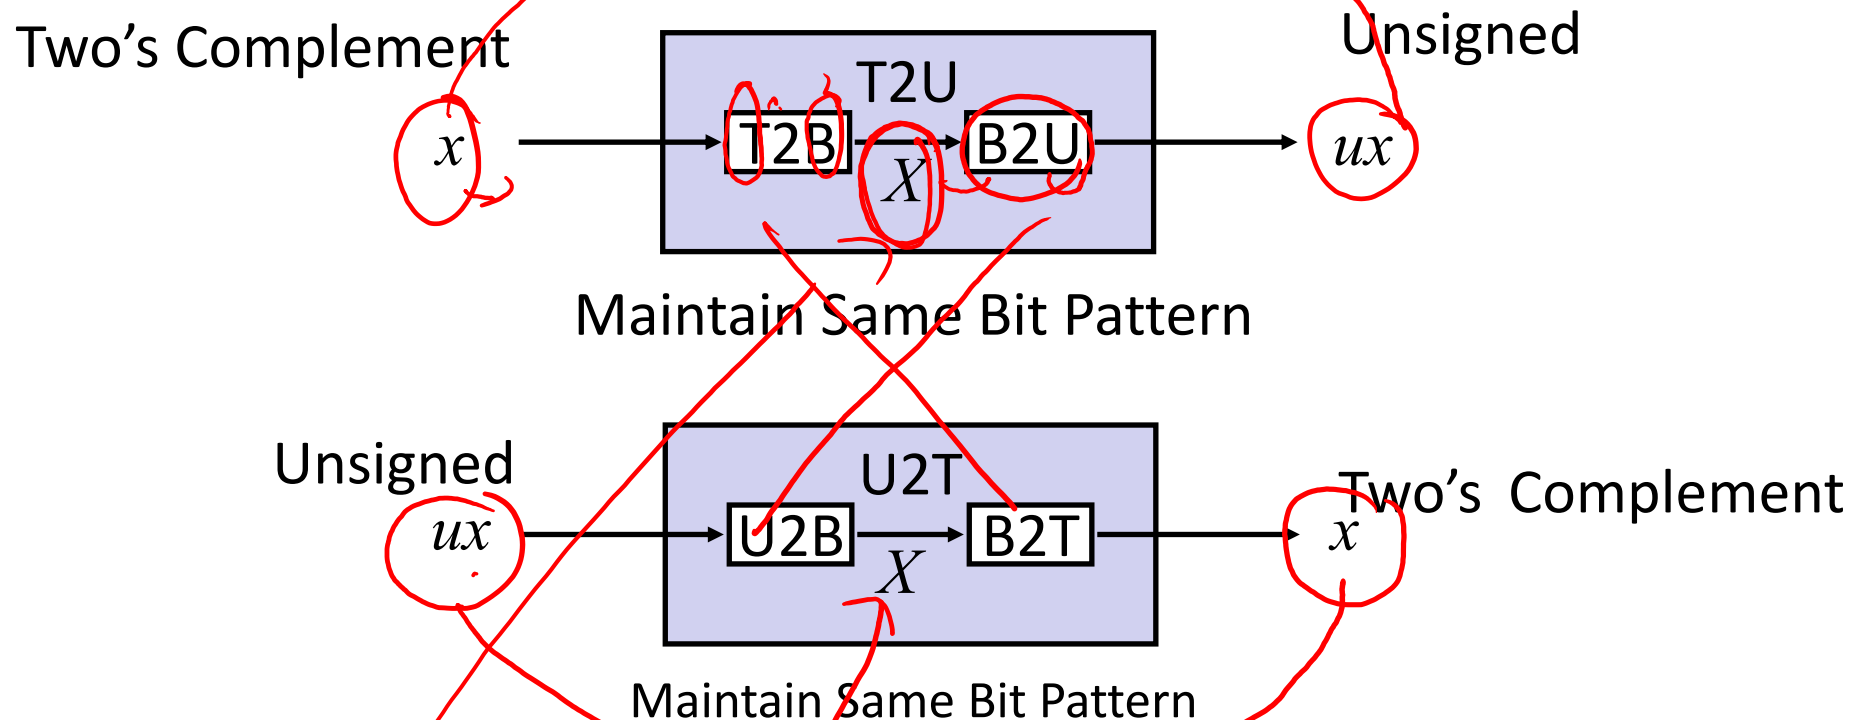 Two's Complement
Unsigned
T2U
x
T2B
B2U
ux
X
Maintain Same Bit Pattern
Unsigned
Two's Complement
U2T
ux
U2B
B2T
x
X
Maintain Same Bit Pattern